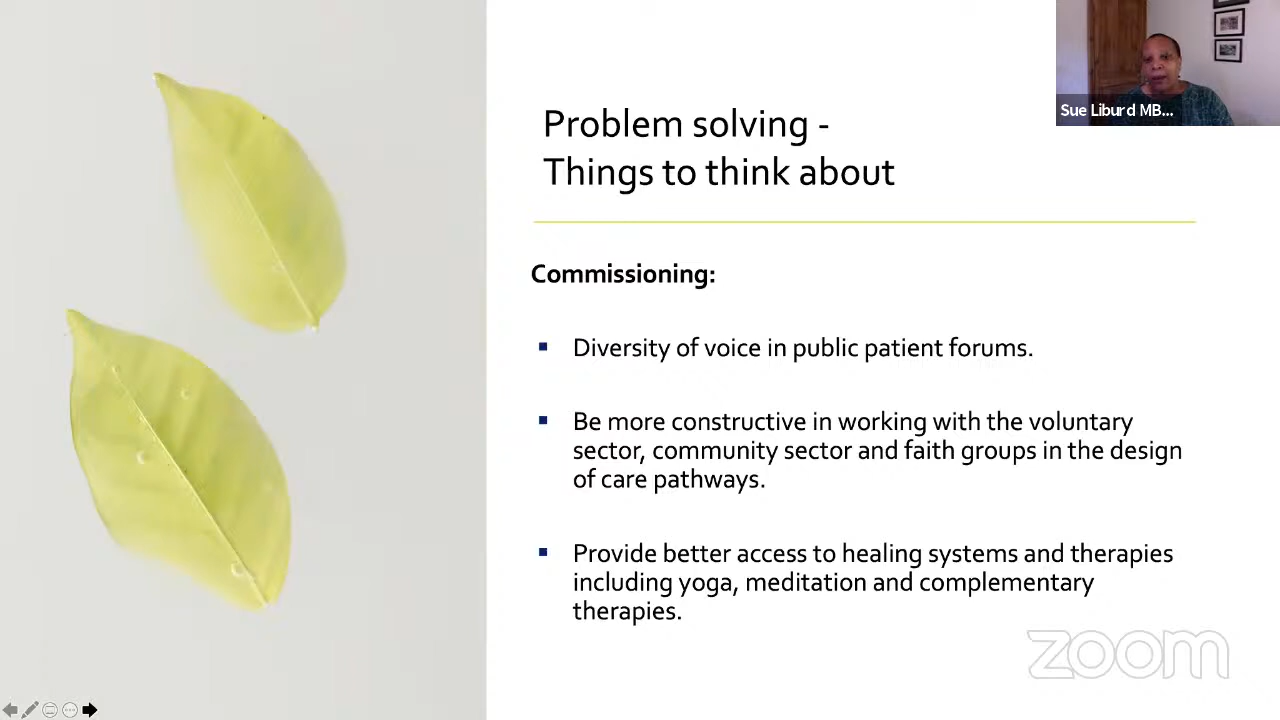 Problem solving -
Things to think about
Sue Liburd MB...
Commissioning:
Diversity of voice in public patient forums.
Be more constructive in working with the voluntary
sector, community sector and faith groups in the design
of care pathways.
Provide better access to healing systems and therapies
including yoga, meditation and complementary
therapies.
zoom